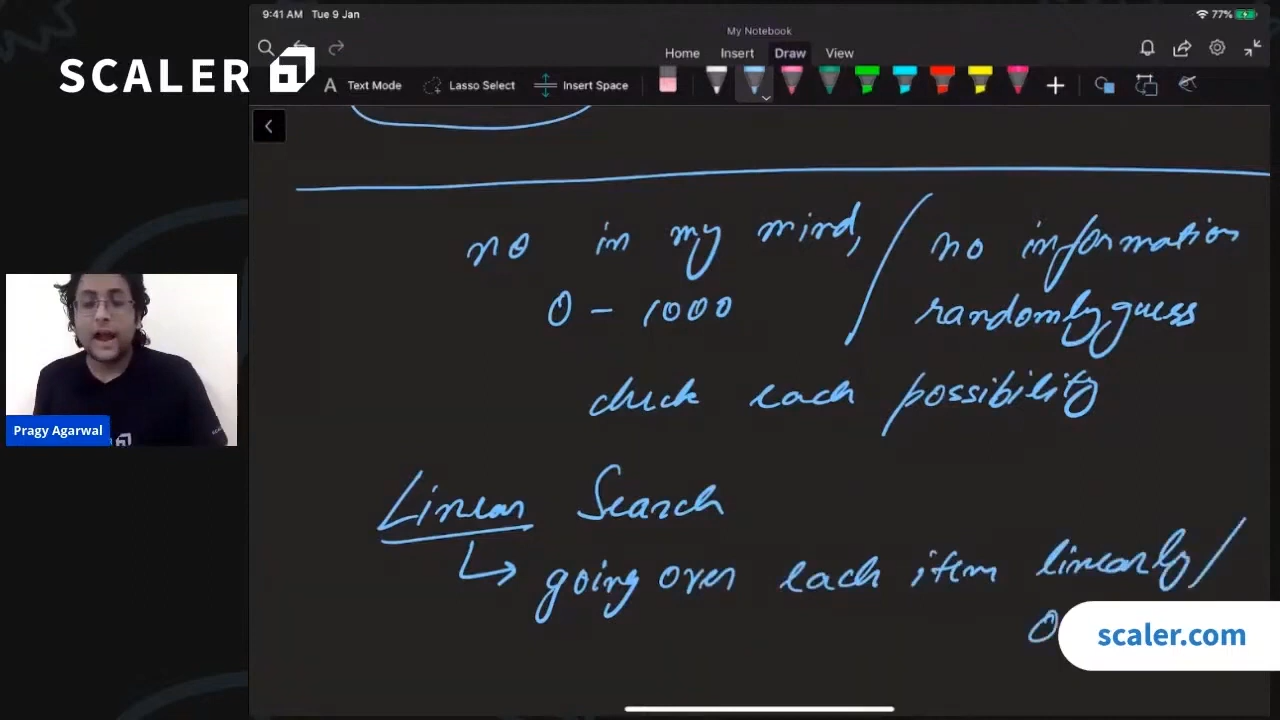 9:41 AM Tue 9 Jan
77%
My Notebook
Home Insert Draw View
SCALER
A Text Mode Lasso Select Insert Space
no in my mind, / no information
0 - 1000 randomly guess
check each possibility
Linear Search
going over each item linearly/
scaler.com
Pragy Agarwal